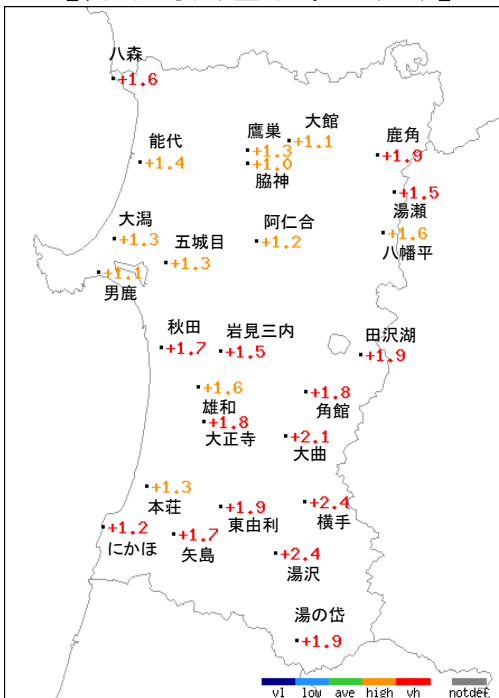 八森
+1.6
大館
+1.1
鷹巣
+1.3
+1.0
脇神
能代
+1.4
鹿角
+1.9
+1.5
湯瀬
大潟
+1.3
五城目
+1.3
阿仁合
+1.2
+1.6
八幡平
+1.1
男鹿
秋田
+1.7
岩見三内
+1.5
田沢湖
+1.9
+1.6
雄和
+1.8
大正寺
+1.8
角館
+2.1
大曲
+1.3
本荘
+1.9
東由利
+2.4
横手
+1.2
にかほ
+1.7
矢島
+2.4
湯沢
湯の岱
+1.9
vl low ave high vh notdet